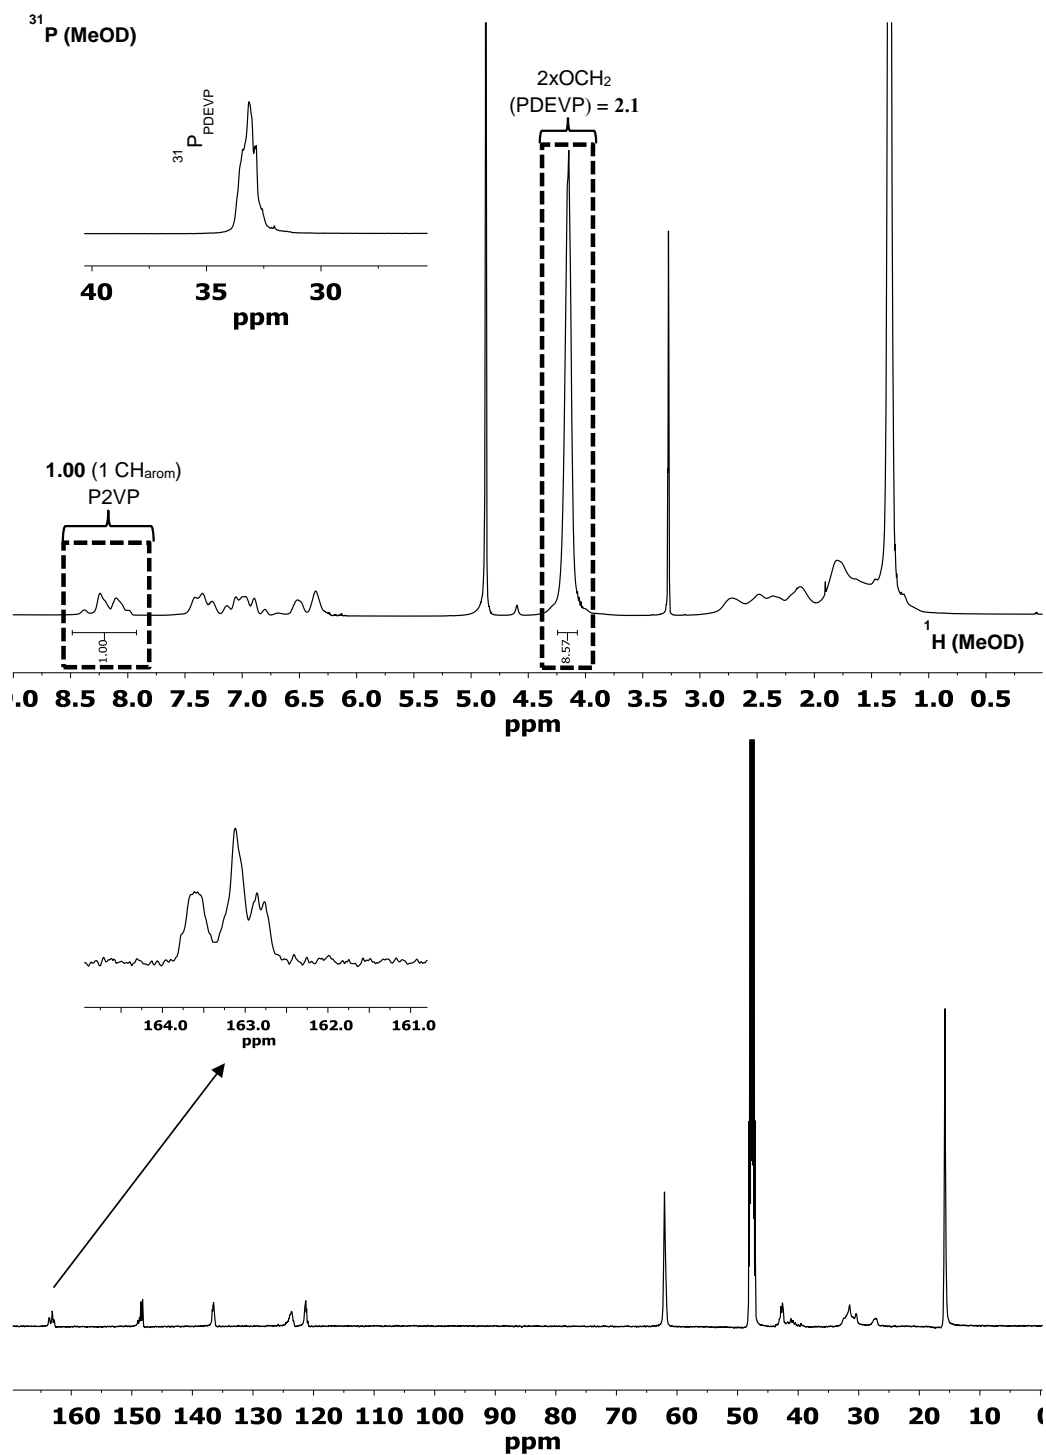 31P (MeOD)
2xOCH2
(PDEVP) = 2.1
31 PPDEVP
40 35 30
ppm
1.00 (1 CHarom)
P2VP
1H (MeOD)
1.00
8.57
.0 8.5 8.0 7.5 7.0 6.5 6.0 5.5 5.0 4.5 4.0 3.5 3.0 2.5 2.0 1.5 1.0 0.5
ppm
164.0 163.0 162.0 161.0
ppm
160 150 140 130 120 110 100 90 80 70 60 50 40 30 20 10 0
ppm